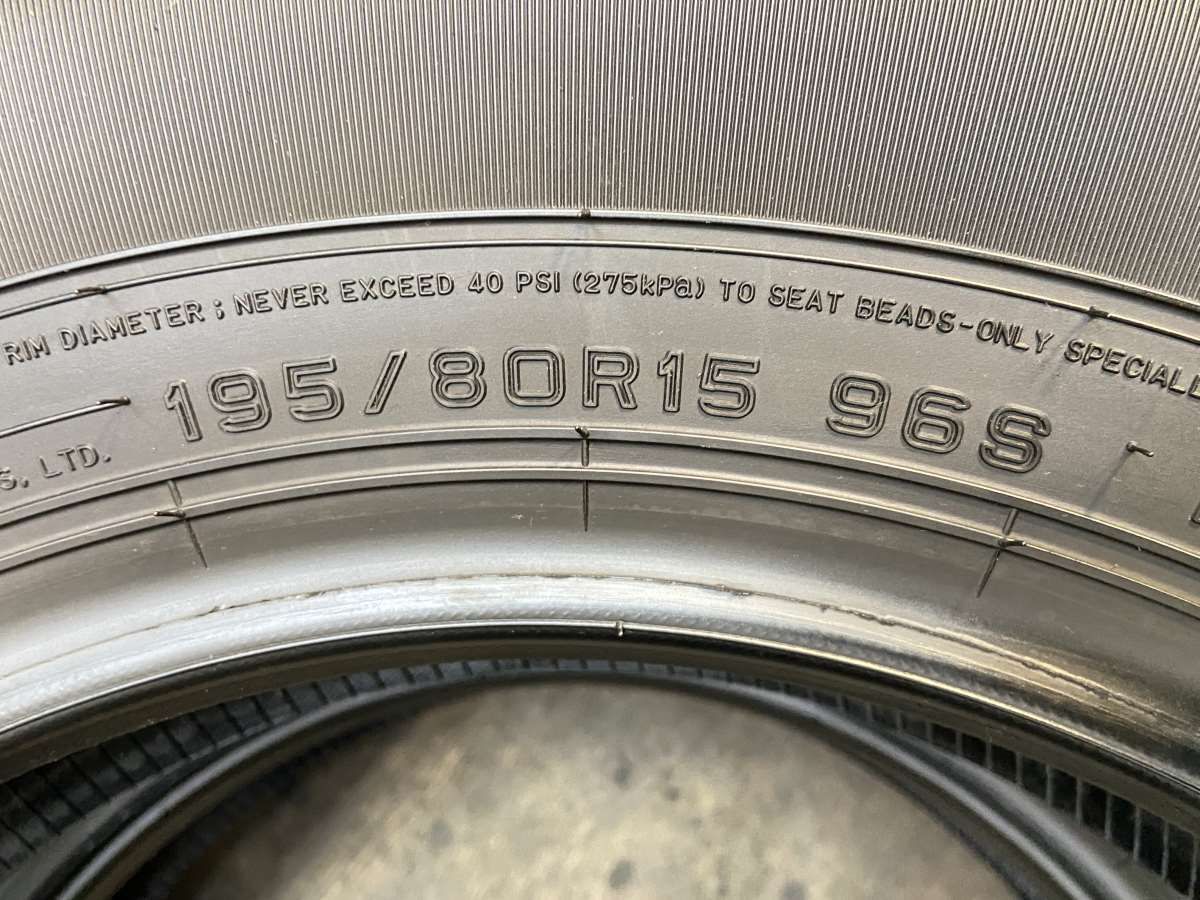 RIM DIAMETER ; NEVER EXCEED 40 PSI (275kPa) TO SEAT BEADS-ONLY SPECIALL
195/80R15 96S
LTD.